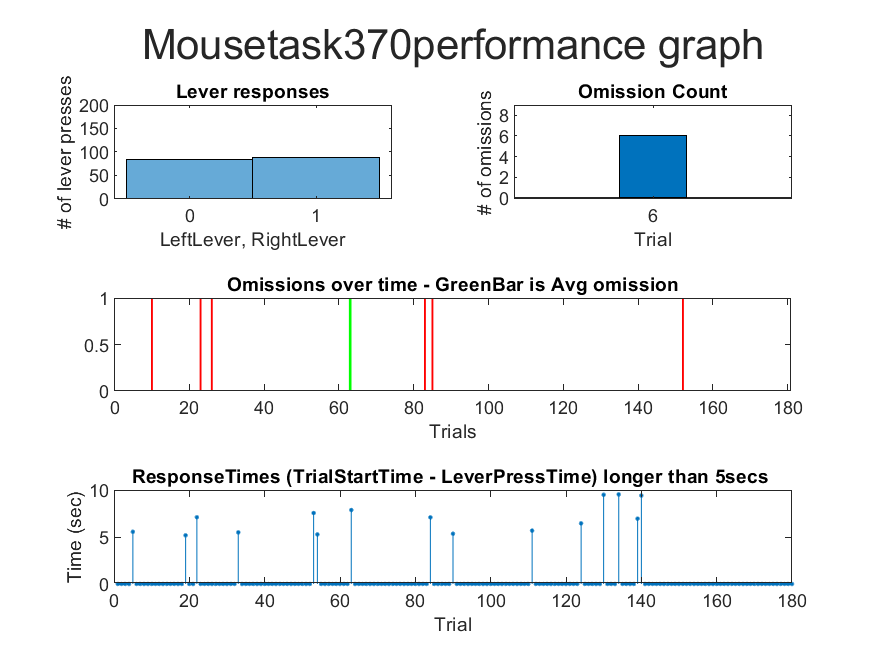 Mousetask370performance graph
Lever responses
# of lever presses
200
150
100
50
0
0 1
LeftLever, RightLever
Omission Count
# of omissions
8
6
4
2
0
6
Trial
Omissions over time - GreenBar is Avg omission
1
0.5
0
0 20 40 60 80 100 120 140 160 180
Trials
ResponseTimes (TrialStartTime - LeverPressTime) longer than 5secs
Time (sec)
10
5
0
0 20 40 60 80 100 120 140 160 180
Trial